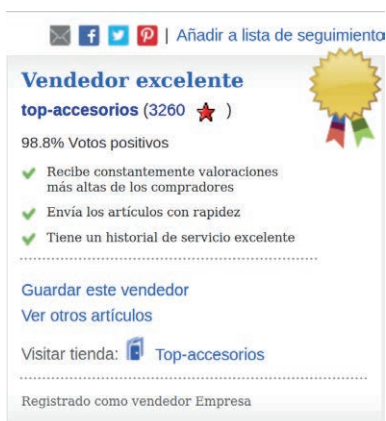 | Añadir a lista de seguimiento
Vendedor excelente
top-accesorios (3260 )
98.8% Votos positivos
Recibe constantemente valoraciones
más altas de los compradores
Envía los artículos con rapidez
Tiene un historial de servicio excelente
Guardar este vendedor
Ver otros artículos
Visitar tienda: Top-accesorios
Registrado como vendedor Empresa